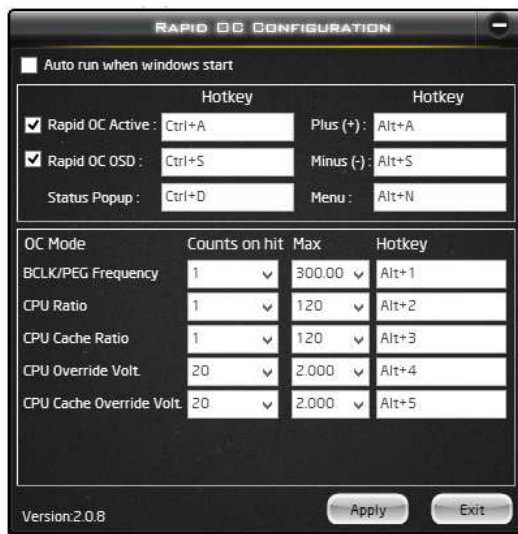 RAPID OC CONFIGURATION
Auto run when windows start
Hotkey Hotkey
Rapid OC Active : Ctrl+A Plus (+) : Alt+A
Rapid OC OSD : Ctrl+S Minus (-) : Alt+S
Status Popup : Ctrl+D Menu : Alt+N
OC Mode Counts on hit Max Hotkey
BCLK/PEG Frequency 1 300.00 Alt+1
CPU Ratio 1 120 Alt+2
CPU Cache Ratio 1 120 Alt+3
CPU Override Volt. 20 2.000 Alt+4
CPU Cache Override Volt. 20 2.000 Alt+5
Version:2.0.8 Apply Exit